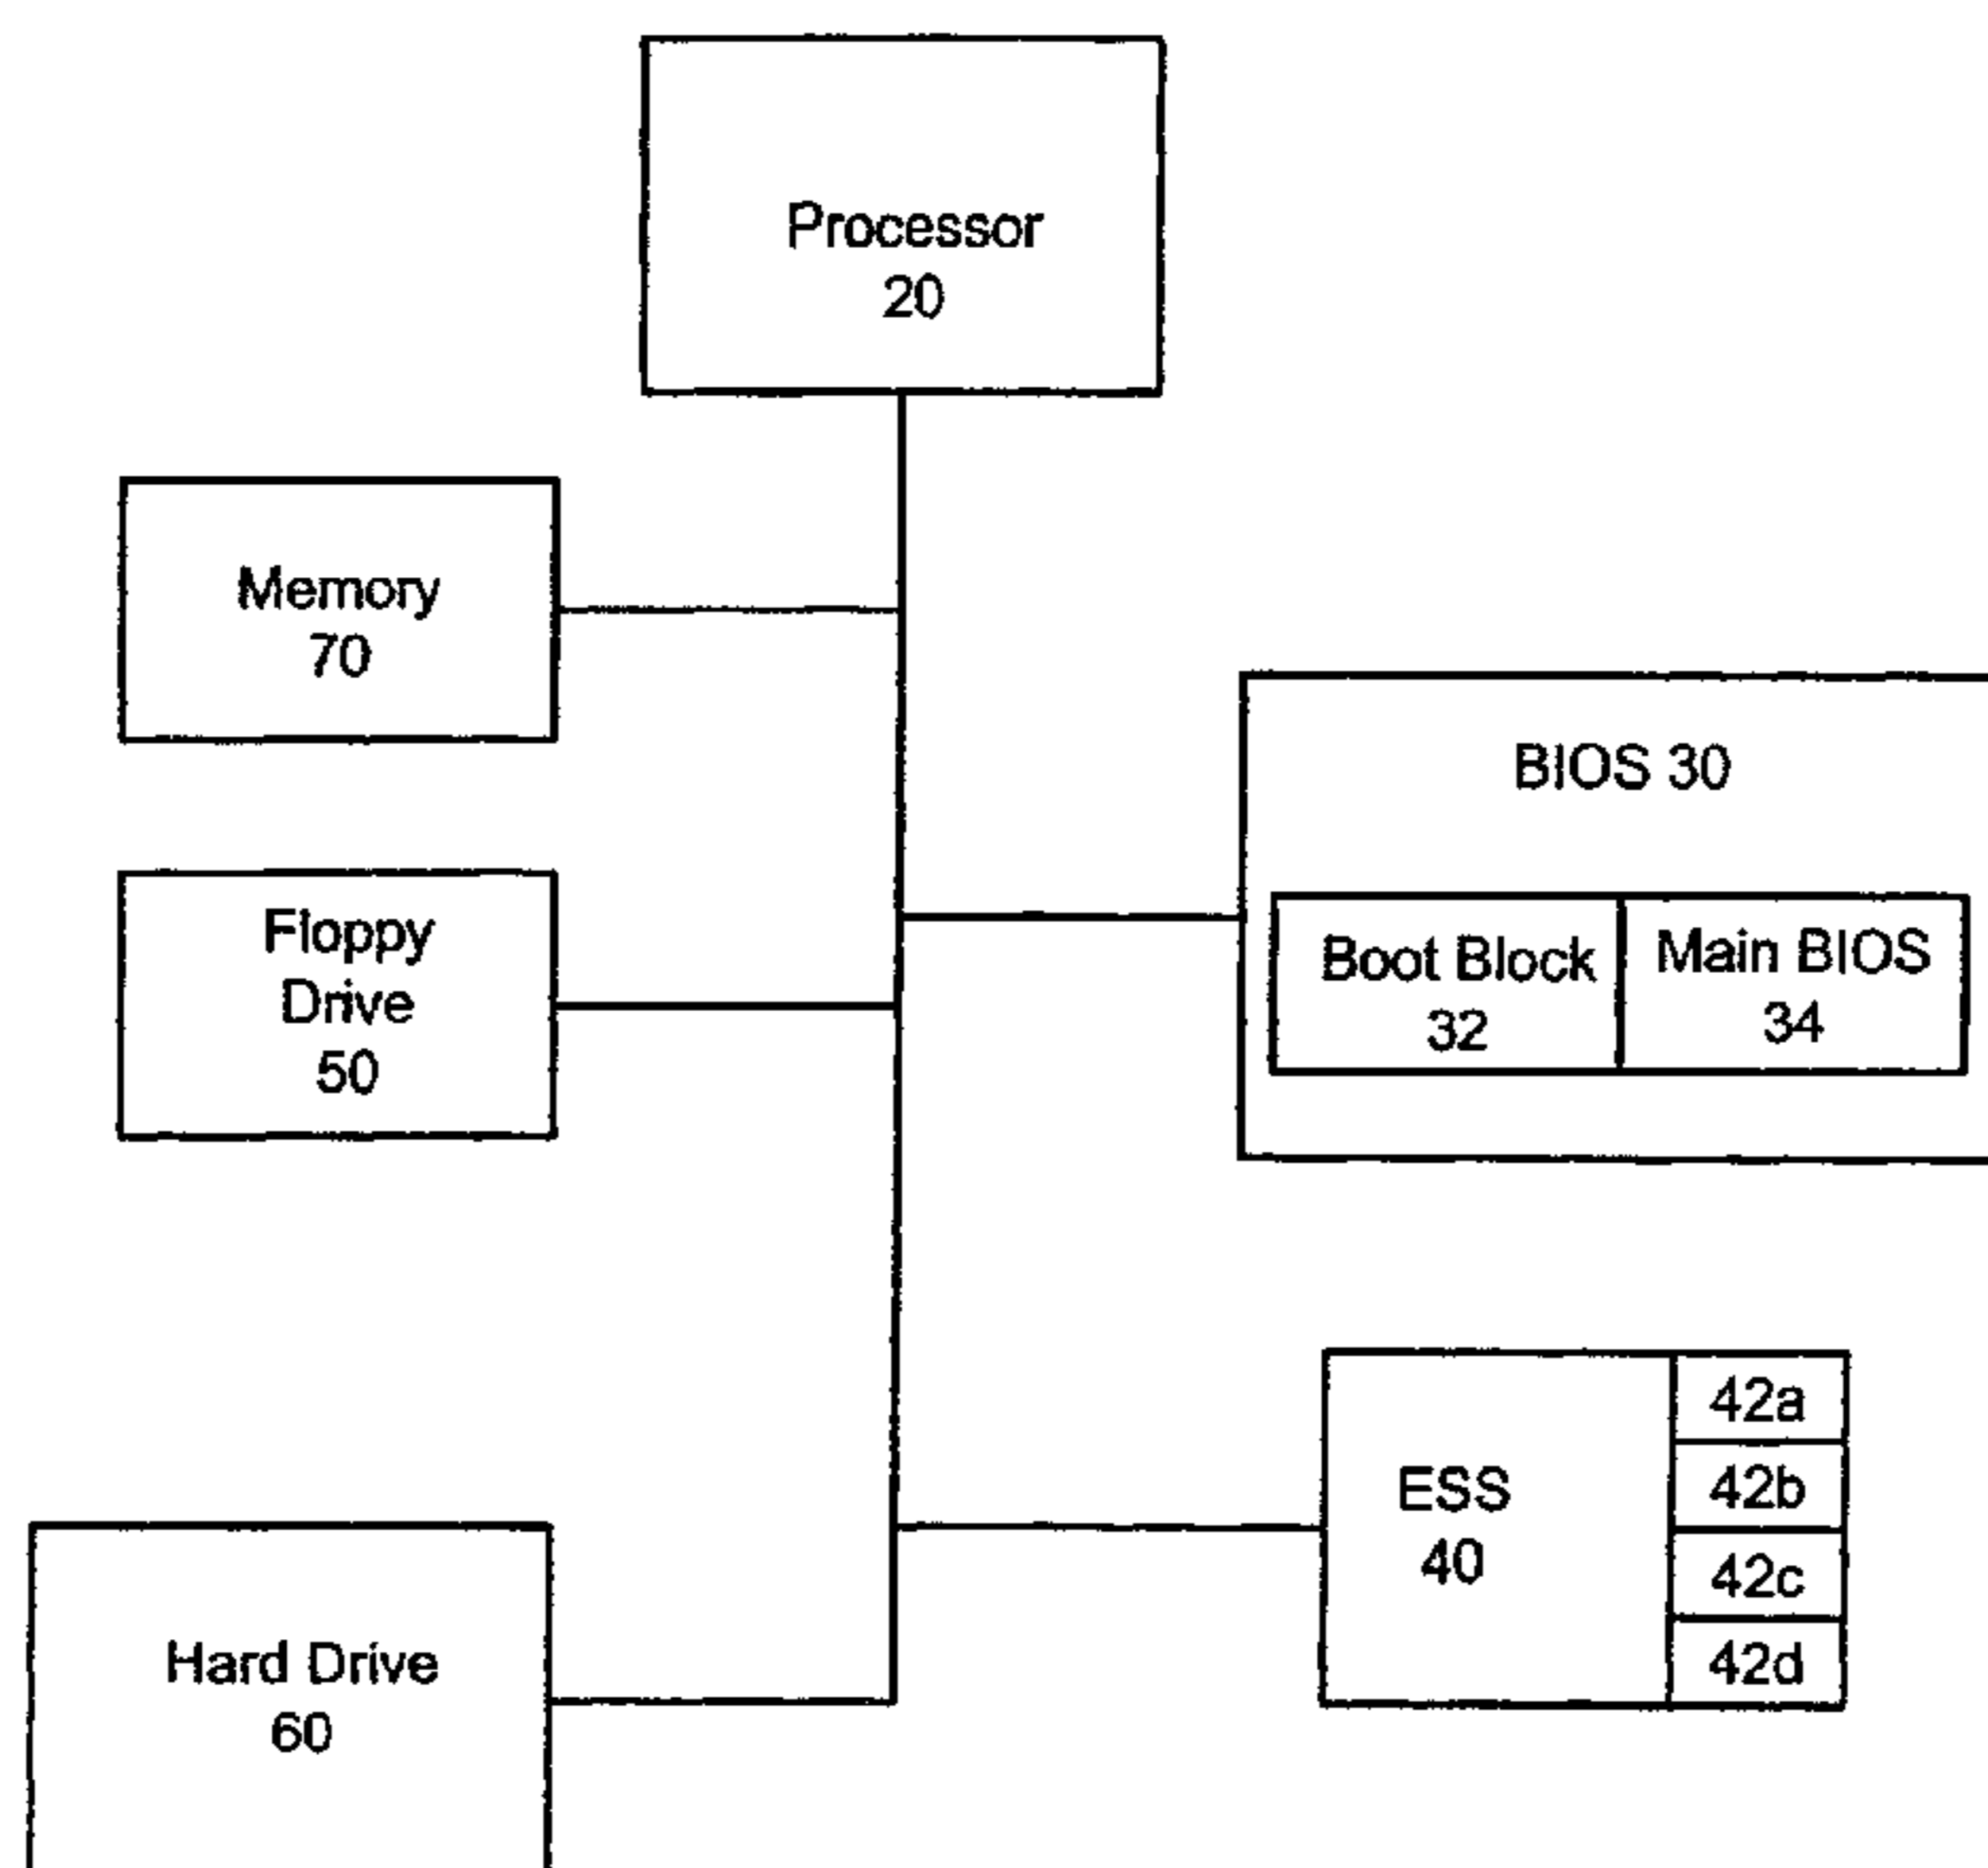 Processor
20
Memory
70
BIOS 30
Floppy
Drive
50
Boot Block
32
Main BIOS
34
ESS
40
42a
42b
42c
42d
Hard Drive
60